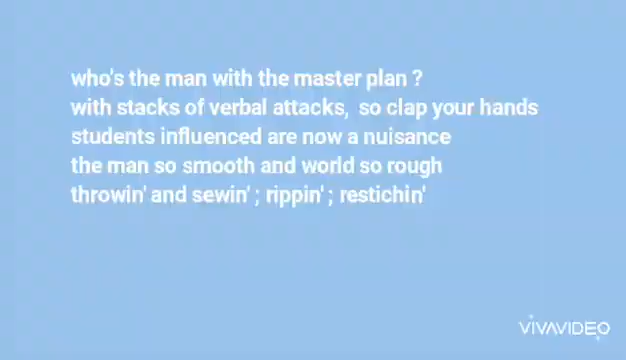 who's the man with the master plan ?
with stacks of verbal attacks,  so clap your hands
students influenced are now a nuisance
the man so smooth and world so rough
throwin' and sewin' ; rippin' ; restichin'
VIVAVIDEO